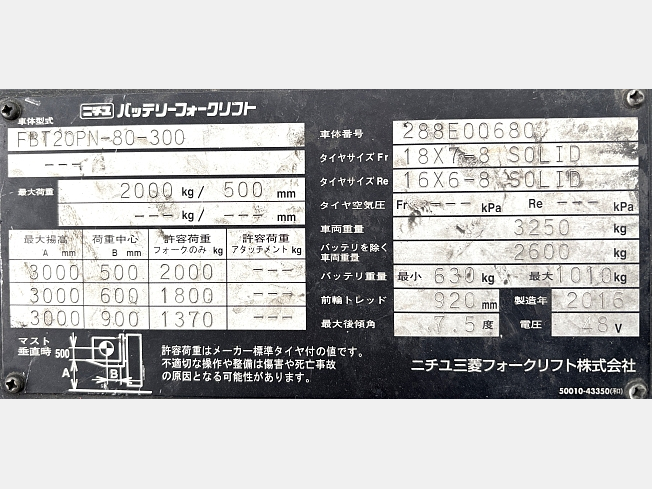 ニチユ バッテリーフォークリフト
車体型式
FBT20PN-80-300
---
最大荷重 2000 kg/ 500 mm
--- kg/ --- mm
最大揚高 A mm 荷重中心 B mm 許容荷重 フォークのみ kg 許容荷重 アタッチメント kg
3000 500 2000 ---
3000 600 1800 ---
3000 900 1370 ---
マスト
垂直時 500
A B
許容荷重はメーカー標準タイヤ付の値です。
不適切な操作や整備は傷害や死亡事故
の原因となる可能性があります。
車体番号 288E00680
タイヤサイズ Fr 18X7-8 SOLID
タイヤサイズ Re 16X6-8 SOLID
タイヤ空気圧 Fr --- kPa Re --- kPa
車両重量 3250 kg
バッテリを除く
車両重量 2600 kg
バッテリ重量 最小 630 kg 最大 1010 kg
前輪トレッド 920 mm 製造年 2016
最大後傾角 7.5 度 電圧 48 V
ニチユ三菱フォークリフト株式会社
50010-43350(和)